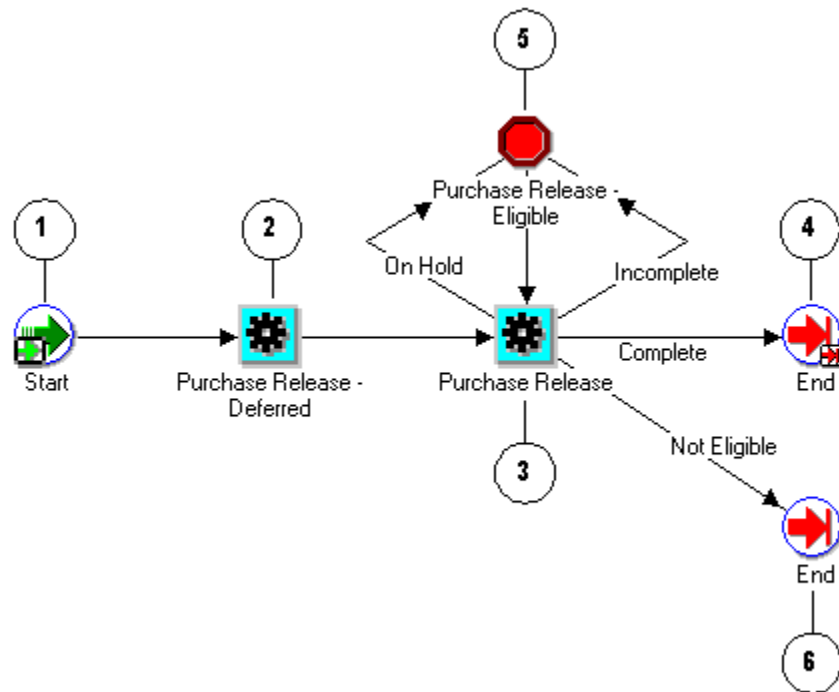 5
Purchase Release -
Eligible
1
2
4
On Hold
Incomplete
Start
Purchase Release -
Deferred
Purchase Release
Complete
End
3
Not Eligible
End
6